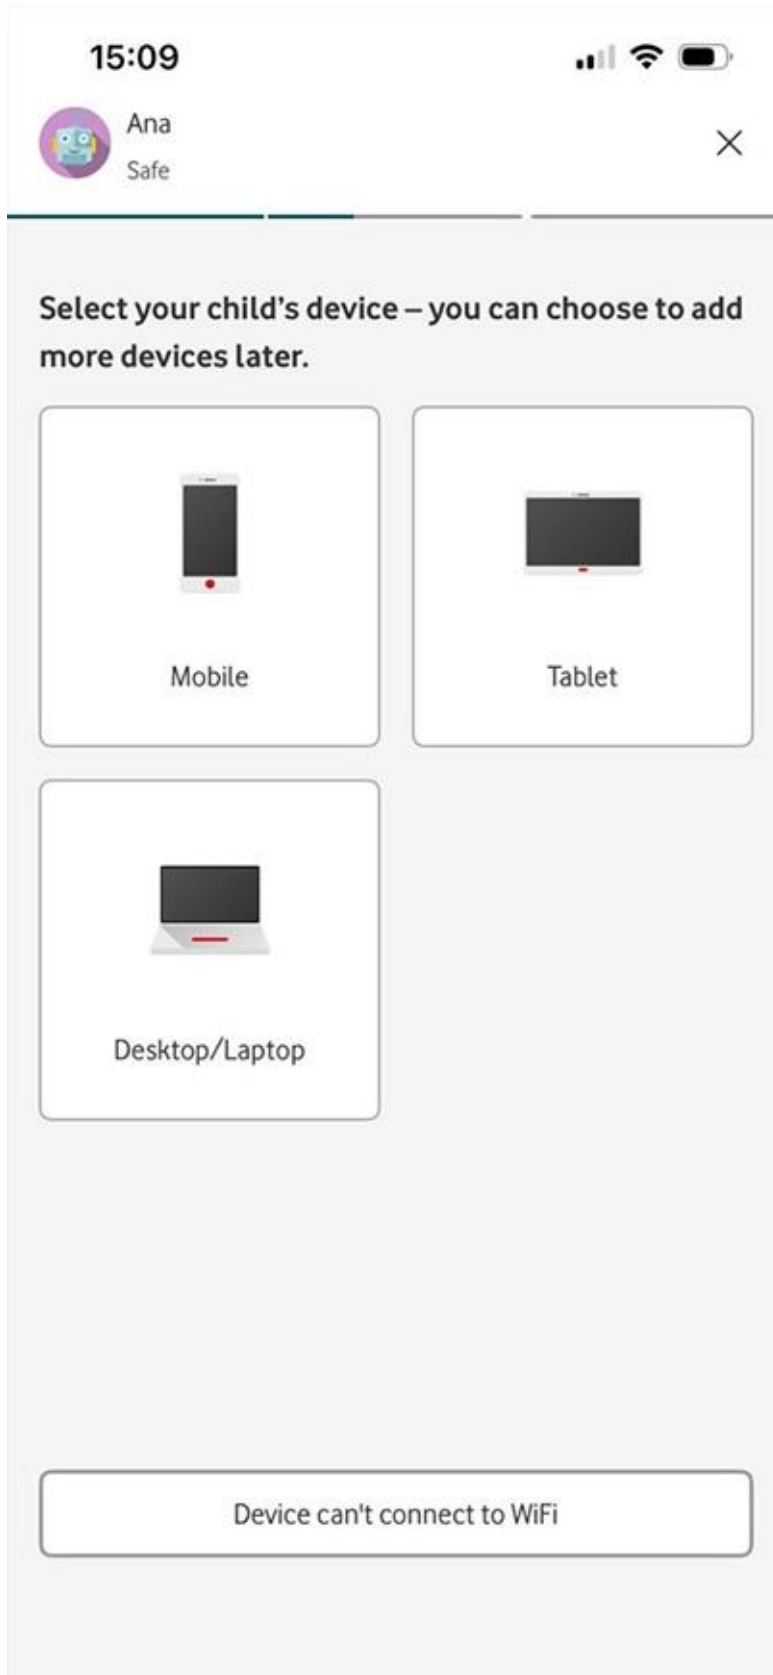 15:09
Ana
Safe
Select your child’s device – you can choose to add
more devices later.
Mobile
Tablet
Desktop/Laptop
Device can't connect to WiFi